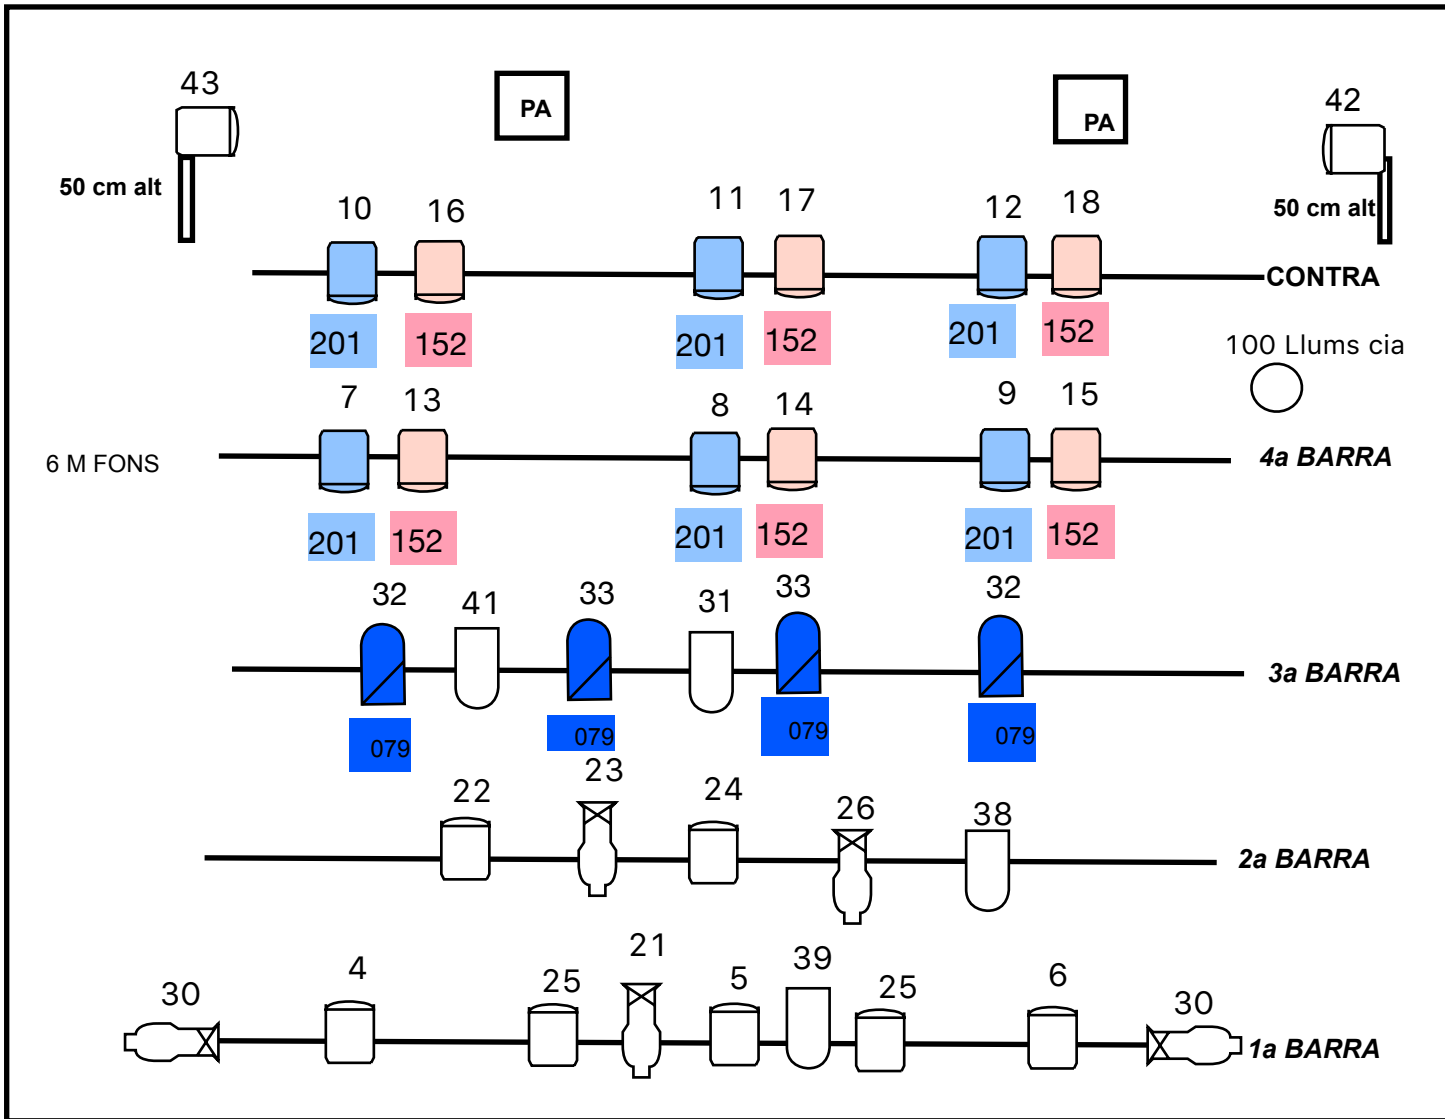 43
PA
PA
42
50 cm alt
50 cm alt
10 16 11 17 12 18
CONTRA
201 152 201 152 201 152
100 Llums cia
7 13 8 14 9 15
6 M FONS
4a BARRA
201 152 201 152 201 152
32 41 33 31 33 32
3a BARRA
079 079 079 079
22 23 24 26 38
2a BARRA
30 4 25 21 5 39 25 6 30
1a BARRA